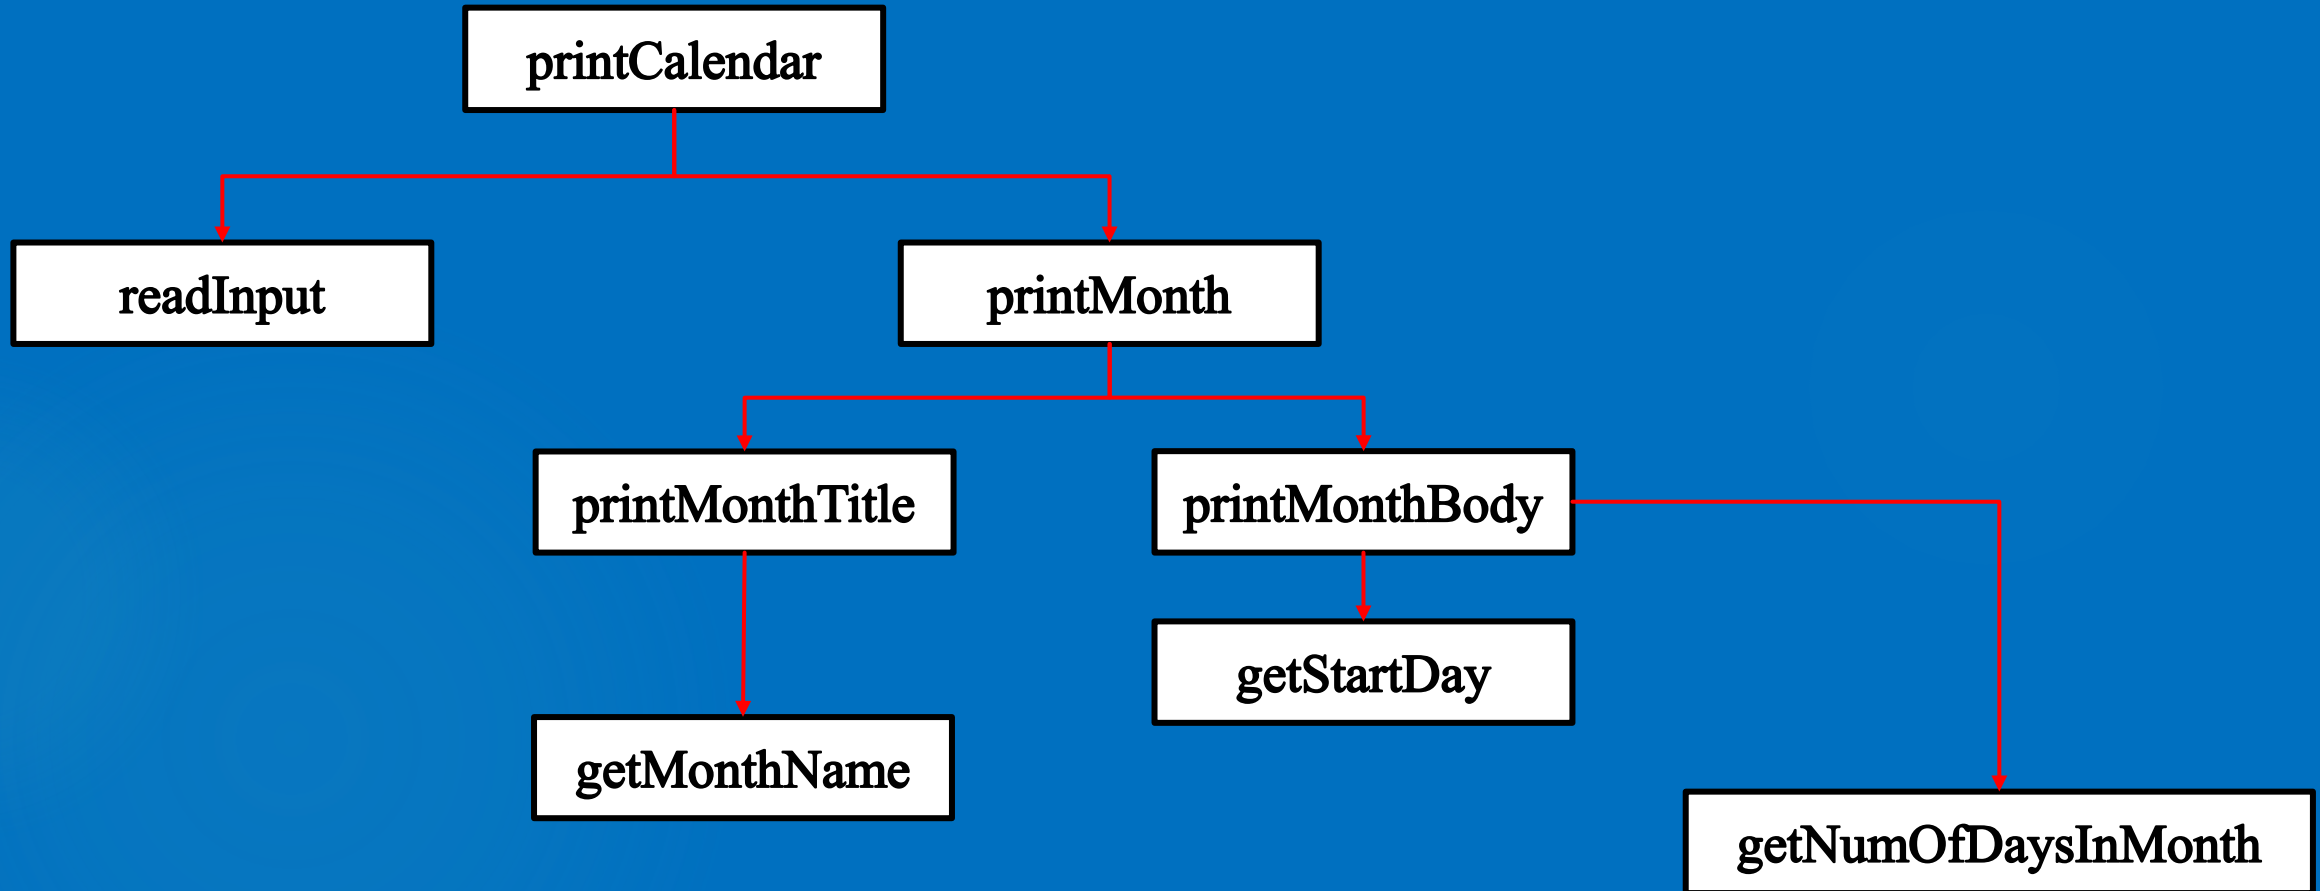 printCalendar
readInput
printMonth
printMonthTitle
printMonthBody
getStartDay
getMonthName
getNumOfDaysInMonth